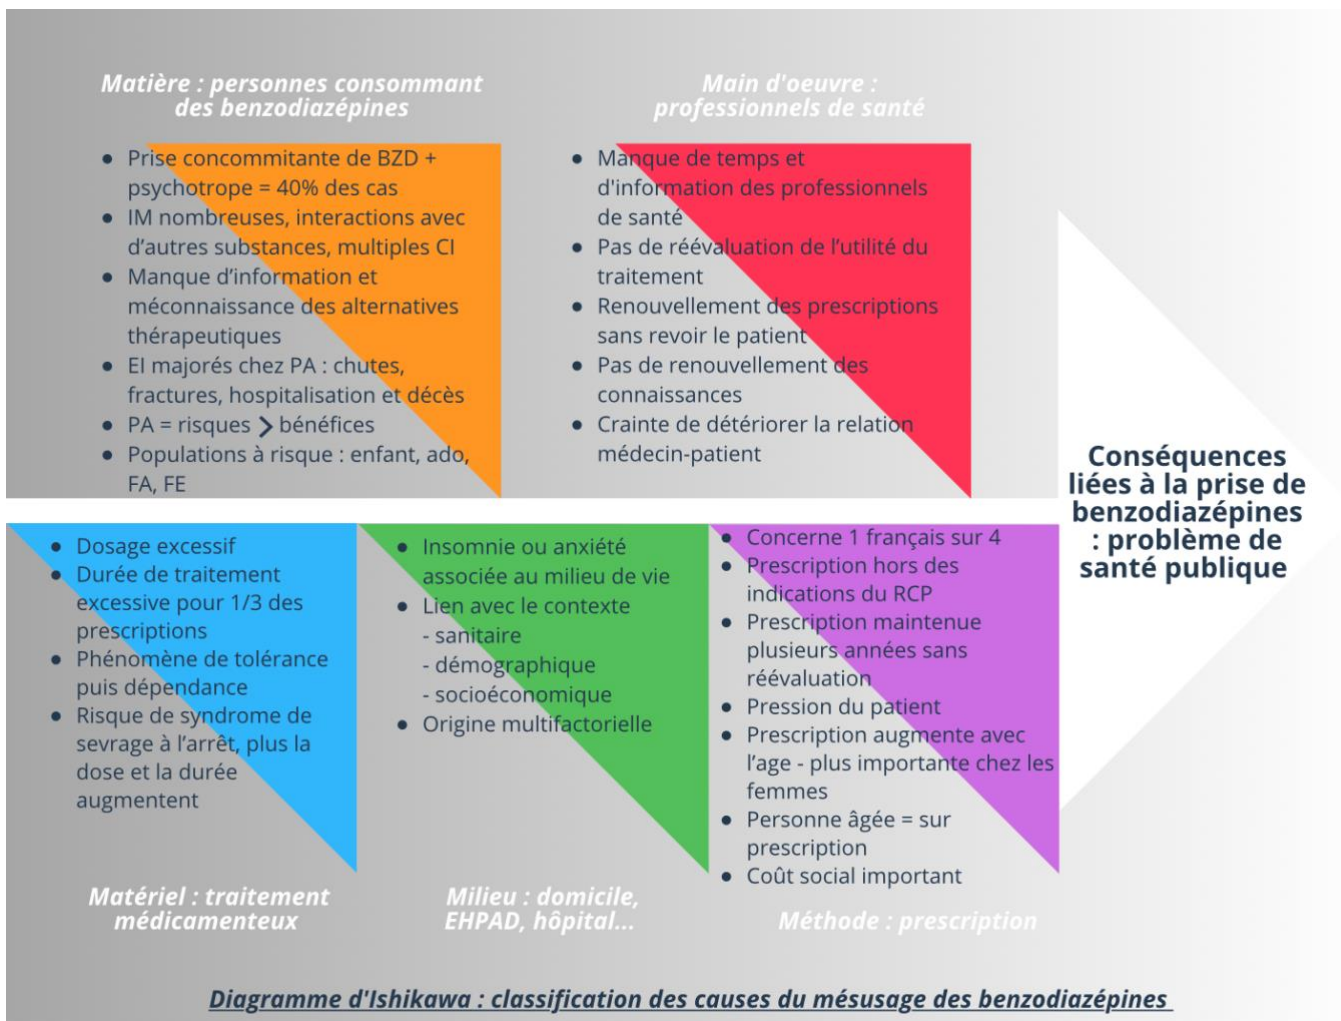 Matière : personnes consommant
des benzodiazépines
● Prise concommitante de BZD +
psychotrope = 40% des cas
● IM nombreuses, interactions avec
d'autres substances, multiples CI
● Manque d'information et
méconnaissance des alternatives
thérapeutiques
● EI majorés chez PA : chutes,
fractures, hospitalisation et décès
● PA = risques > bénéfices
● Populations à risque : enfant, ado,
FA, FE
Main d'oeuvre :
professionnels de santé
● Manque de temps et
d'information des professionnels
de santé
● Pas de réévaluation de l'utilité du
traitement
● Renouvellement des prescriptions
sans revoir le patient
● Pas de renouvellement des
connaissances
● Crainte de détériorer la relation
médecin-patient
● Dosage excessif
● Durée de traitement
excessive pour 1/3 des
prescriptions
● Phénomène de tolérance
puis dépendance
● Risque de syndrome de
sevrage à l'arrêt, plus la
dose et la durée
augmentent
Matériel : traitement
médicamenteux
● Insomnie ou anxiété
associée au milieu de vie
● Lien avec le contexte
- sanitaire
- démographique
- socioéconomique
● Origine multifactorielle
Milieu : domicile,
EHPAD, hôpital...
● Concerne 1 français sur 4
● Prescription hors des
indications du RCP
● Prescription maintenue
plusieurs années sans
réévaluation
● Pression du patient
● Prescription augmente avec
l'age - plus importante chez les
femmes
● Personne âgée = sur
prescription
● Coût social important
Méthode : prescription
Conséquences
liées à la prise de
benzodiazépines
: problème de
santé publique
Diagramme d'Ishikawa : classification des causes du mésusage des benzodiazépines